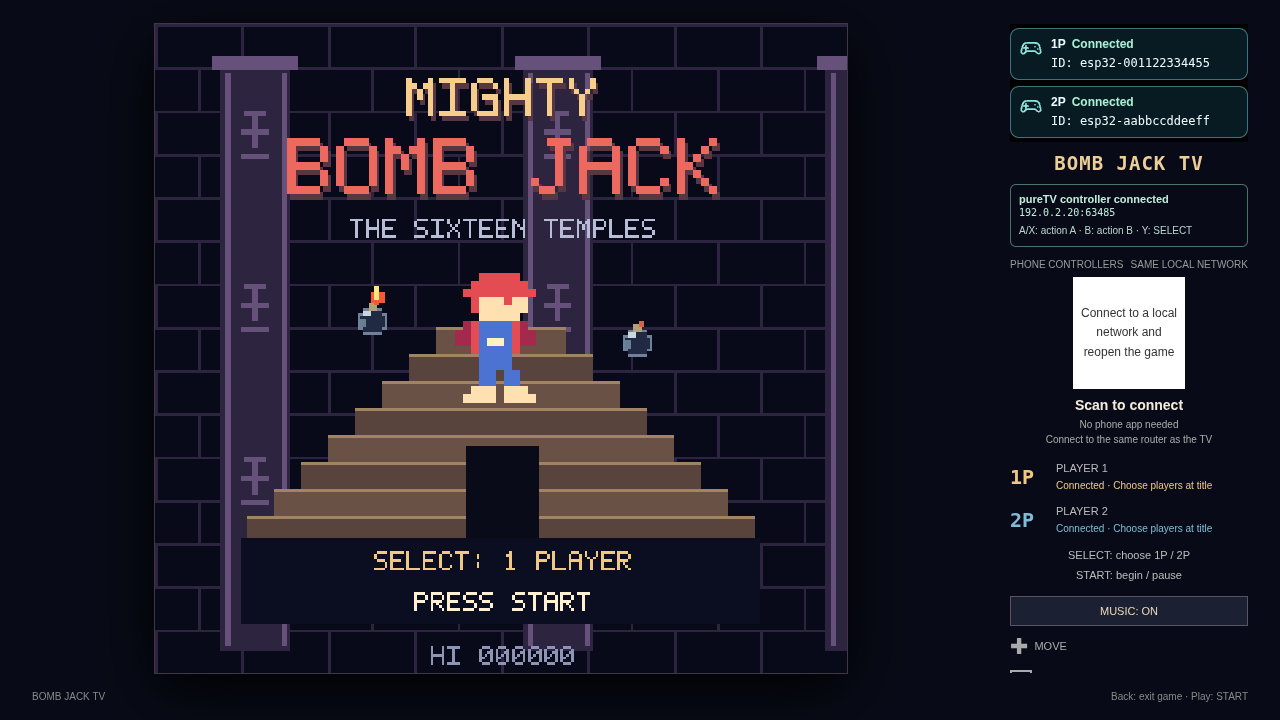 MIGHTY
BOMB JACK
THE SIXTEEN TEMPLES
SELECT: 1 PLAYER
PRESS START
HI 000000
1P Connected
ID: esp32-001122334455
2P Connected
ID: esp32-aabbccddeeff
BOMB JACK TV
pureTV controller connected
192.0.2.20:63485
A/X: action A · B: action B · Y: SELECT
PHONE CONTROLLERS SAME LOCAL NETWORK
Connect to a local
network and
reopen the game
Scan to connect
No phone app needed
Connect to the same router as the TV
1P PLAYER 1
Connected · Choose players at title
2P PLAYER 2
Connected · Choose players at title
SELECT: choose 1P / 2P
START: begin / pause
MUSIC: ON
MOVE
BOMB JACK TV
Back: exit game · Play: START